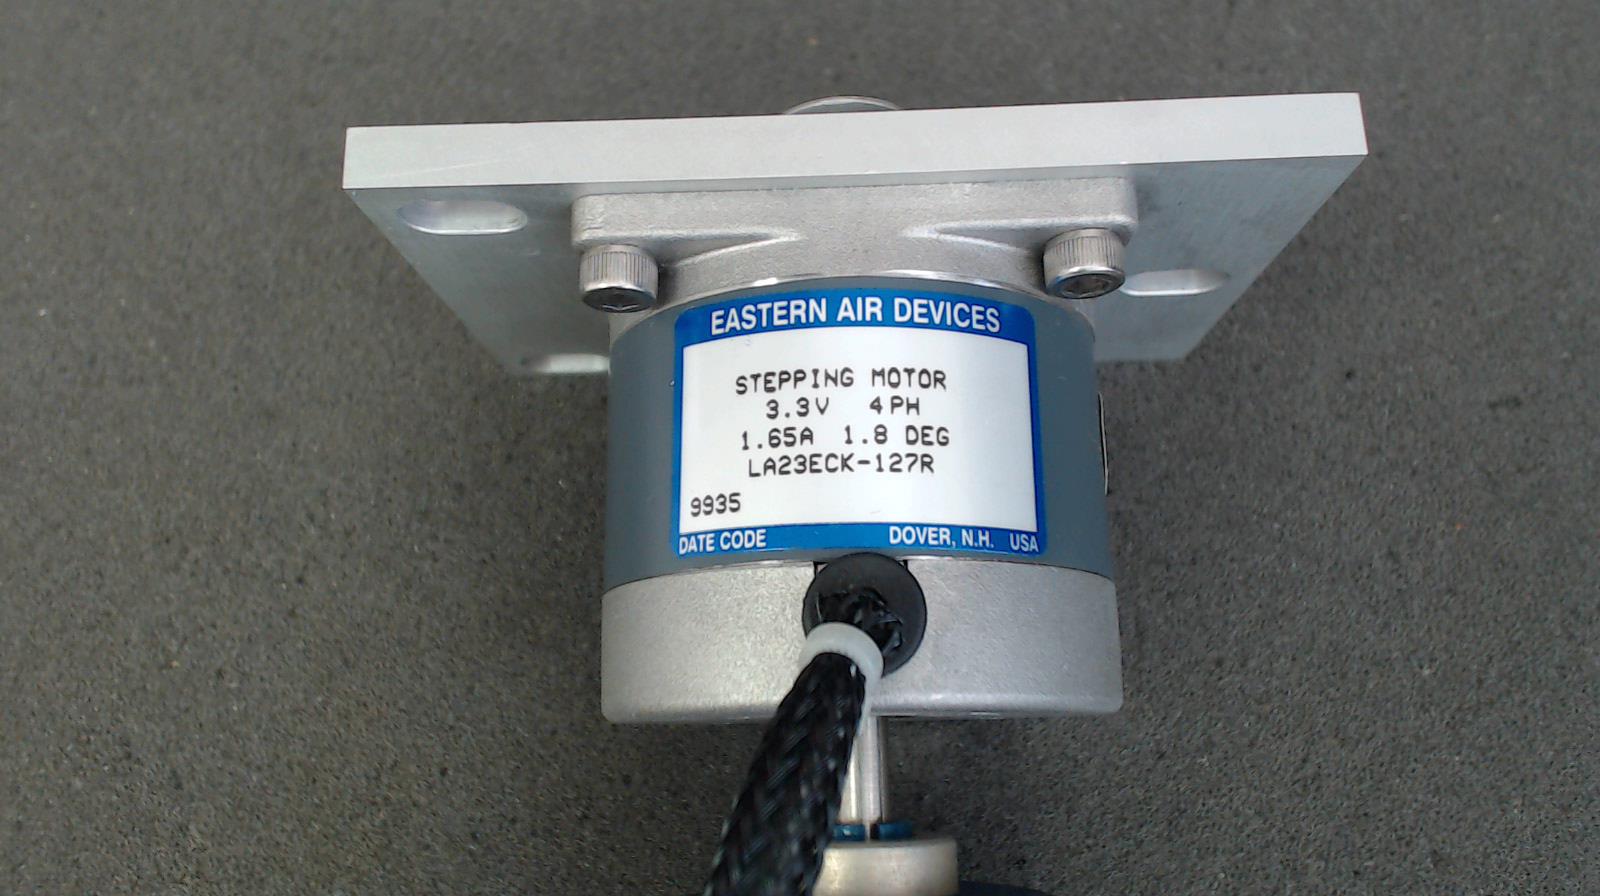 EASTERN AIR DEVICES
STEPPING MOTOR
3.3V 4PH
1.65A 1.8 DEG
LA23ECK-127R
9935
DATE CODE DOVER, N.H. USA